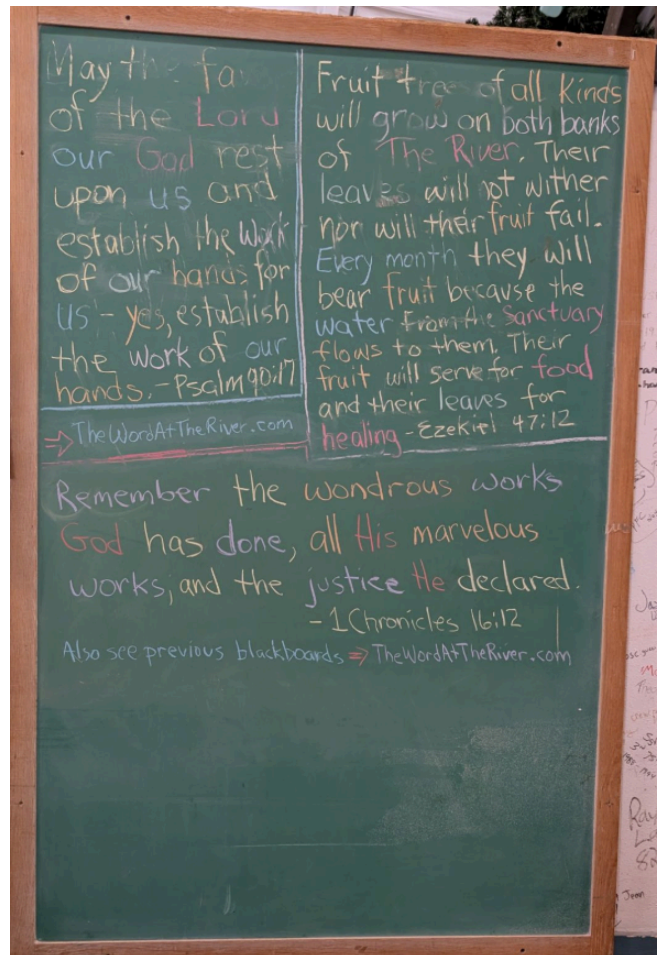 May the fa
of the Lord
our God rest
upon us and
establish the work
of our hands for
us - yes, establish
the work of our
hands. - Psalm 90:17
⇒ TheWordAtTheRiver.com
Fruit trees of all kinds
will grow on both banks
of The River. Their
leaves will not wither
nor will their fruit fail.
Every month they will
bear fruit because the
water from the Sanctuary
flows to them. Their
fruit will serve for food
and their leaves for
healing - Ezekiel 47:12
Remember the wondrous works
God has done, all His marvelous
works, and the justice He declared.
- 1 Chronicles 16:12
Also see previous blackboards ⇒ TheWordAtTheRiver.com